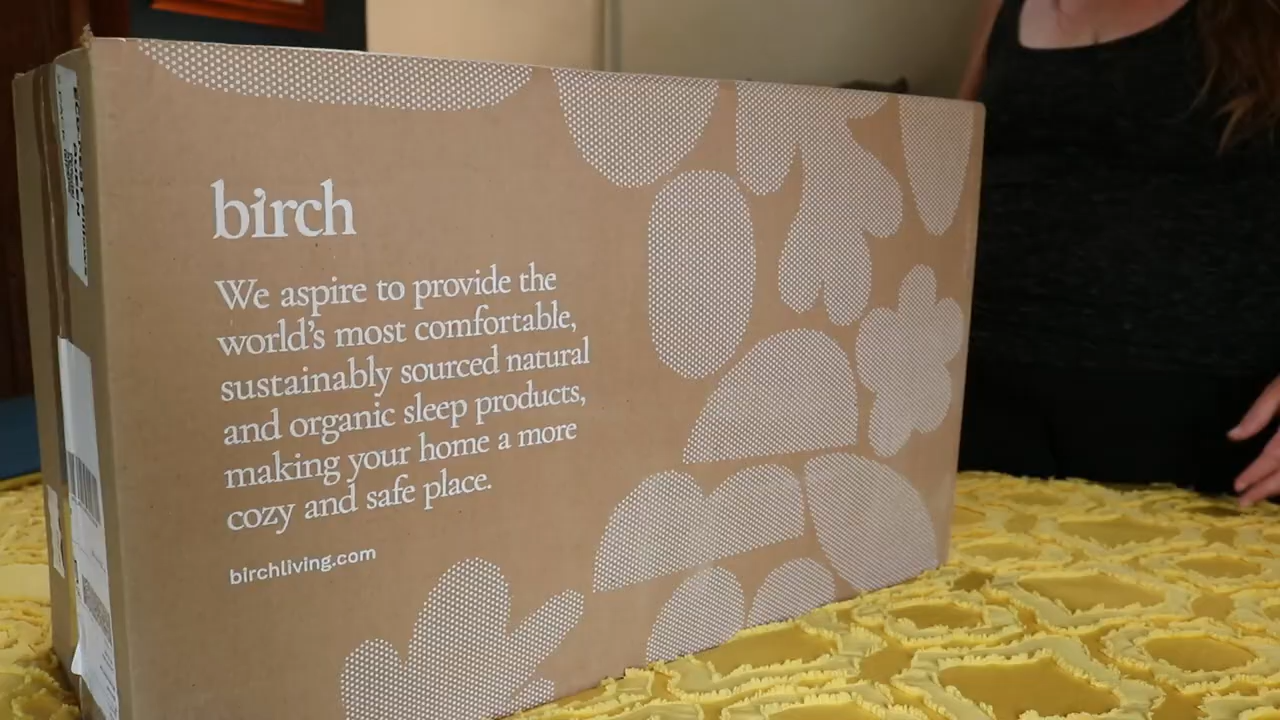 birch
We aspire to provide the
world's most comfortable,
sustainably sourced natural
and organic sleep products,
making your home a more
cozy and safe place.
birchliving.com